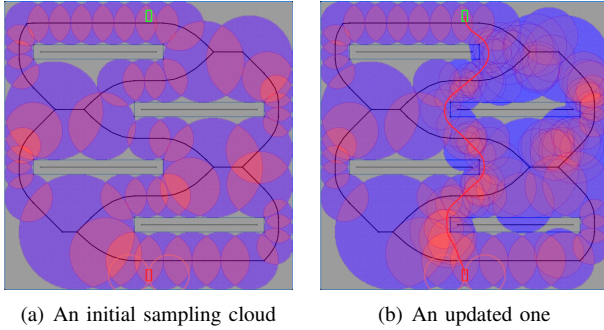 (a) An initial sampling cloud
(b) An updated one